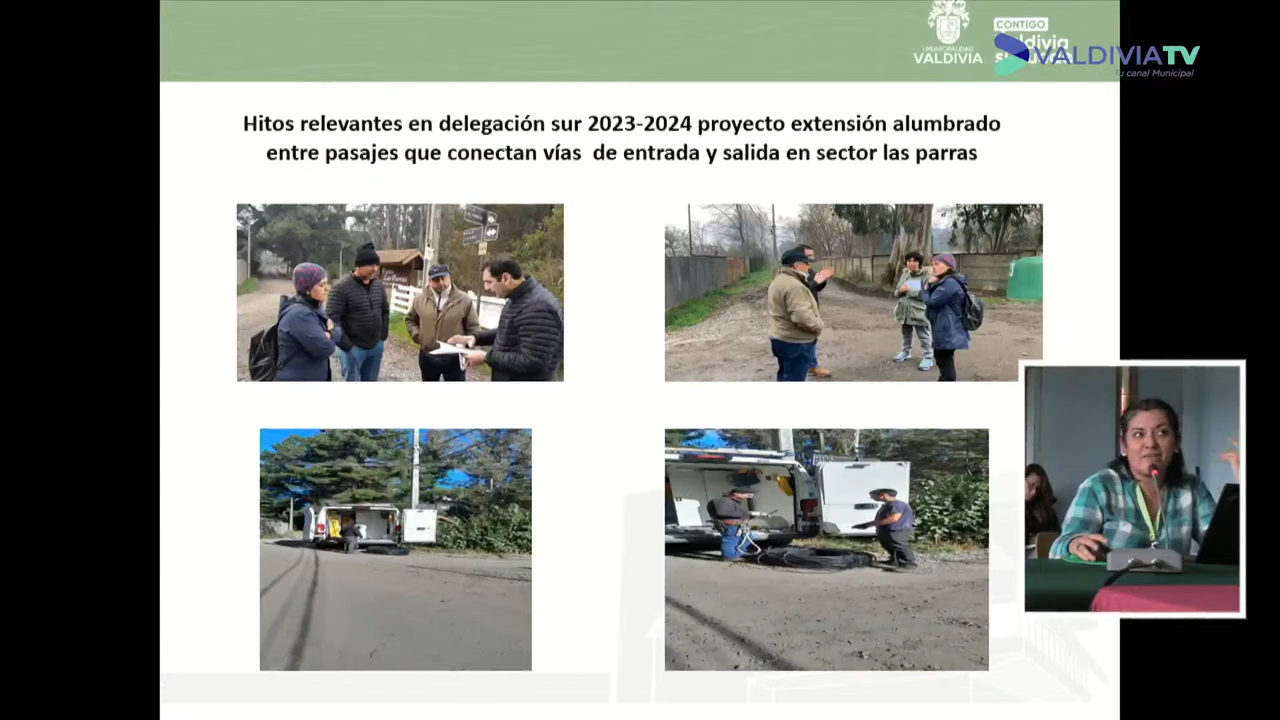 I. MUNICIPALIDAD
VALDIVIA
CONTIGO
VALDIVIATV
Tu canal Municipal
Hitos relevantes en delegación sur 2023-2024 proyecto extensión alumbrado
entre pasajes que conectan vías  de entrada y salida en sector las parras